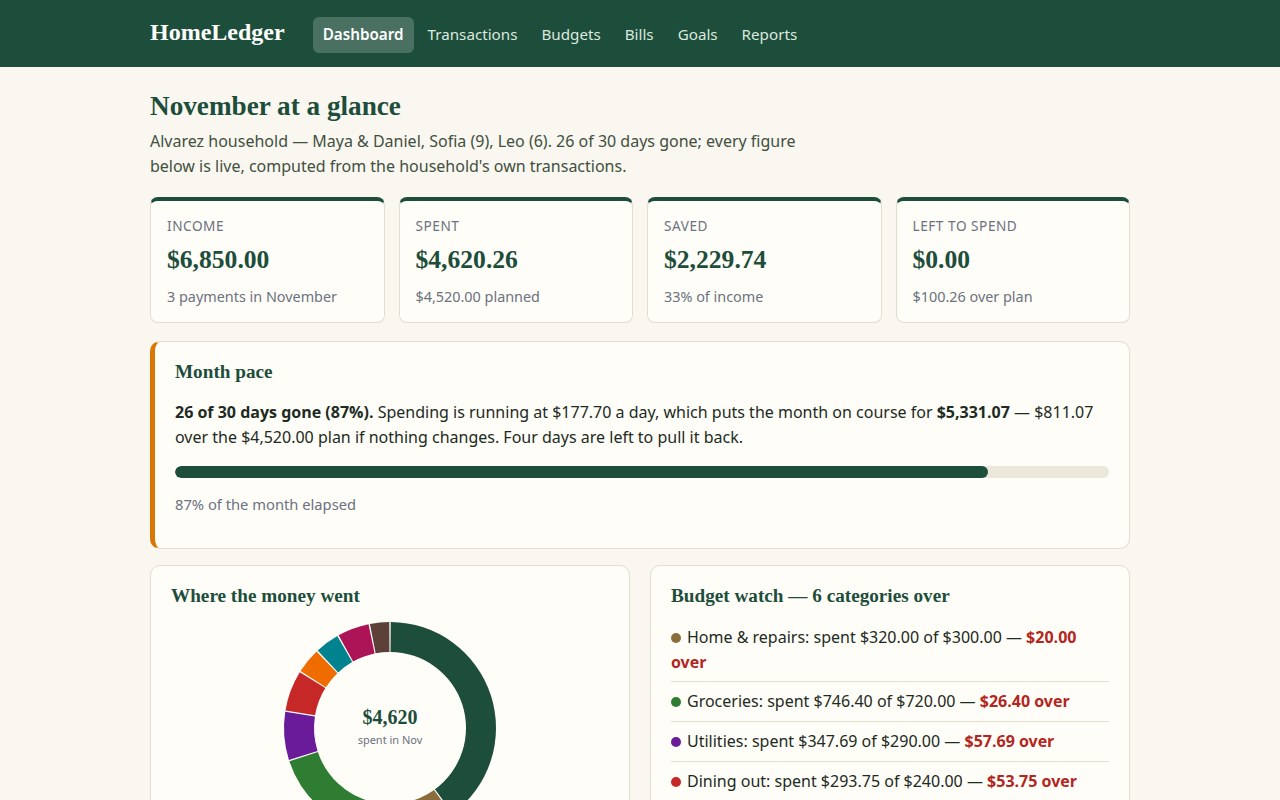 HomeLedger
Dashboard
Transactions
Budgets
Bills
Goals
Reports
November at a glance
Alvarez household — Maya & Daniel, Sofia (9), Leo (6). 26 of 30 days gone; every figure
below is live, computed from the household's own transactions.
INCOME
$6,850.00
3 payments in November
SPENT
$4,620.26
$4,520.00 planned
SAVED
$2,229.74
33% of income
LEFT TO SPEND
$0.00
$100.26 over plan
Month pace
26 of 30 days gone (87%). Spending is running at $177.70 a day, which puts the month on course for $5,331.07 — $811.07
over the $4,520.00 plan if nothing changes. Four days are left to pull it back.
87% of the month elapsed
Where the money went
$4,620
spent in Nov
Budget watch — 6 categories over
Home & repairs: spent $320.00 of $300.00 — $20.00
over
Groceries: spent $746.40 of $720.00 — $26.40 over
Utilities: spent $347.69 of $290.00 — $57.69 over
Dining out: spent $293.75 of $240.00 — $53.75 over